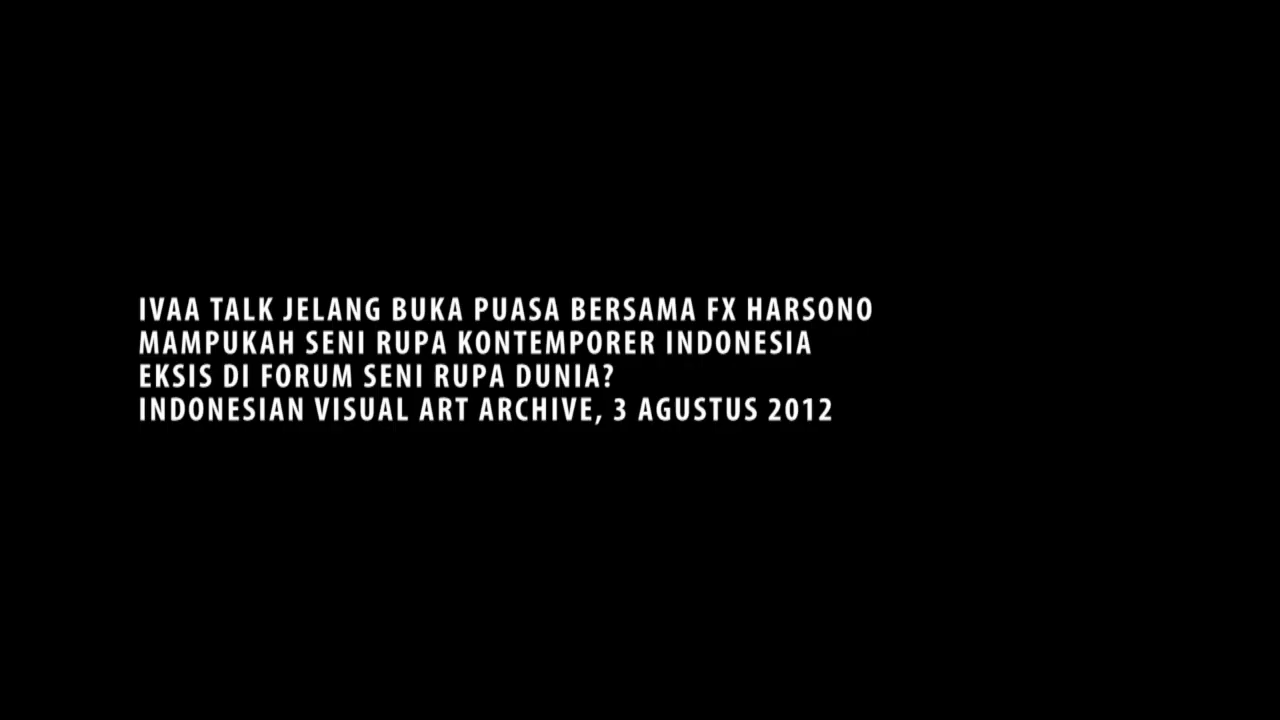 IVAA TALK JELANG BUKA PUASA BERSAMA FX HARSONO
MAMPUKAH SENI RUPA KONTEMPORER INDONESIA
EKSIS DI FORUM SENI RUPA DUNIA?
INDONESIAN VISUAL ART ARCHIVE, 3 AGUSTUS 2012